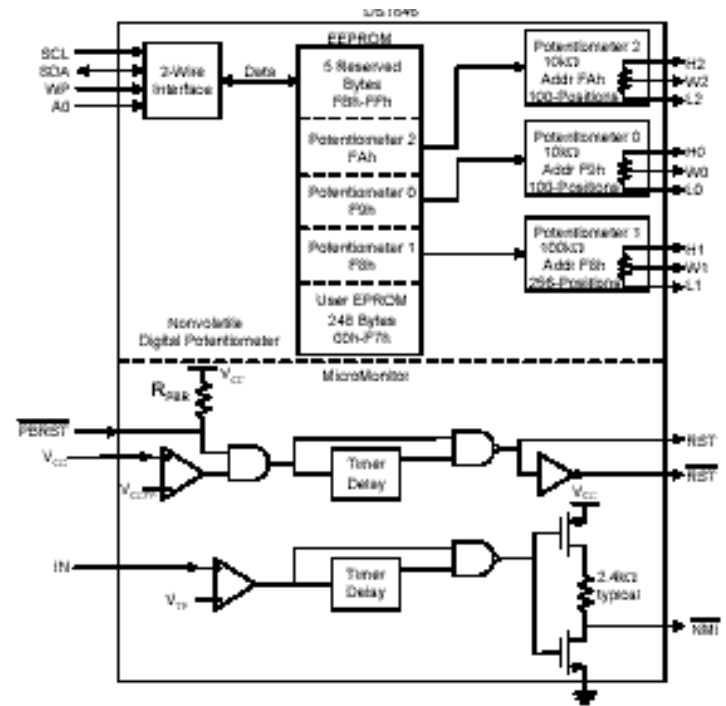 DS1846
SCL
SDA
WP
A0
2-Wire
Interface
Data
EEPROM
5 Reserved
Bytes
FBh-FFh
Potentiometer 2
FAh
Potentiometer 0
F9h
Potentiometer 1
F8h
User EPROM
248 Bytes
00h-F7h
Potentiometer 2
10kΩ
Addr FAh
100-Positions
H2
W2
L2
Potentiometer 0
10kΩ
Addr F9h
100-Positions
H0
W0
L0
Potentiometer 1
100kΩ
Addr F8h
256-Positions
H1
W1
L1
Nonvolatile
Digital Potentiometer
MicroMonitor
VCC
RPBR
PBRST
VCC
VCCTP
Timer
Delay
RST
RST
VCC
IN
VTP
Timer
Delay
2.4kΩ
typical
NMI